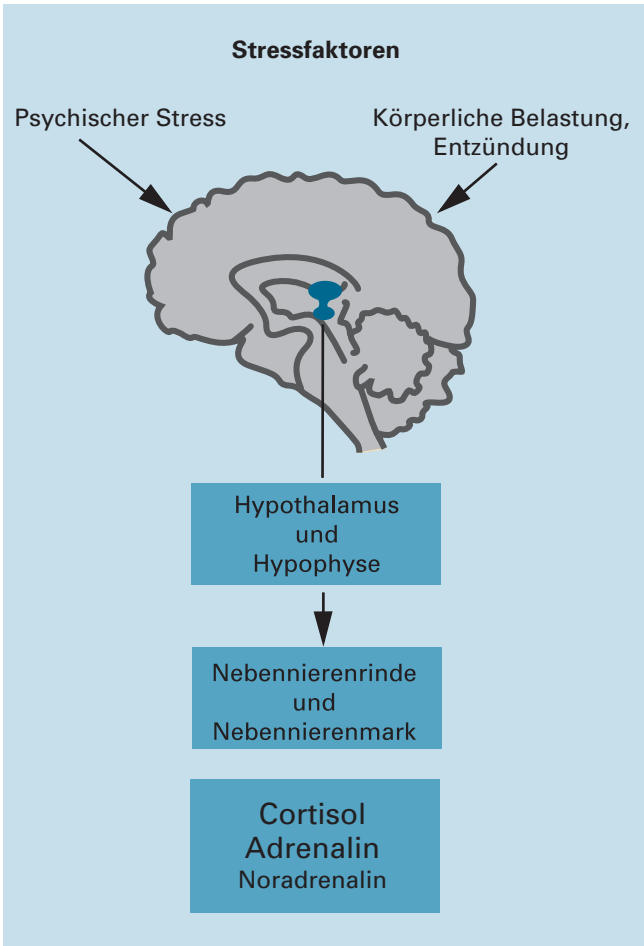 Stressfaktoren
Psychischer Stress
Körperliche Belastung,
Entzündung
Hypothalamus
und
Hypophyse
Nebennierenrinde
und
Nebennierenmark
Cortisol
Adrenalin
Noradrenalin